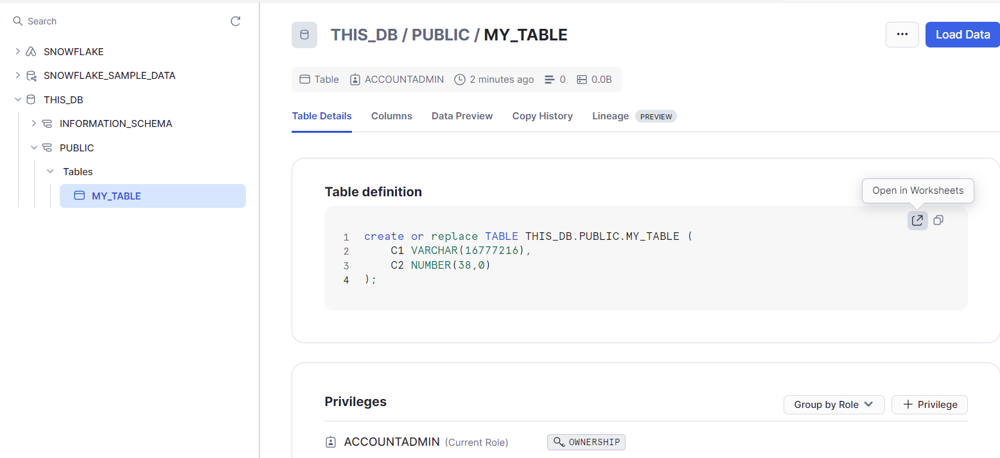 Search
SNOWFLAKE
SNOWFLAKE_SAMPLE_DATA
THIS_DB
INFORMATION_SCHEMA
PUBLIC
Tables
MY_TABLE
THIS_DB / PUBLIC / MY_TABLE
... Load Data
Table ACCOUNTADMIN 2 minutes ago 0 0.0B
Table Details Columns Data Preview Copy History Lineage PREVIEW
Table definition
Open in Worksheets
1 create or replace TABLE THIS_DB.PUBLIC.MY_TABLE (
2 C1 VARCHAR(16777216),
3 C2 NUMBER(38,0)
4 );
Privileges
Group by Role + Privilege
ACCOUNTADMIN (Current Role) OWNERSHIP